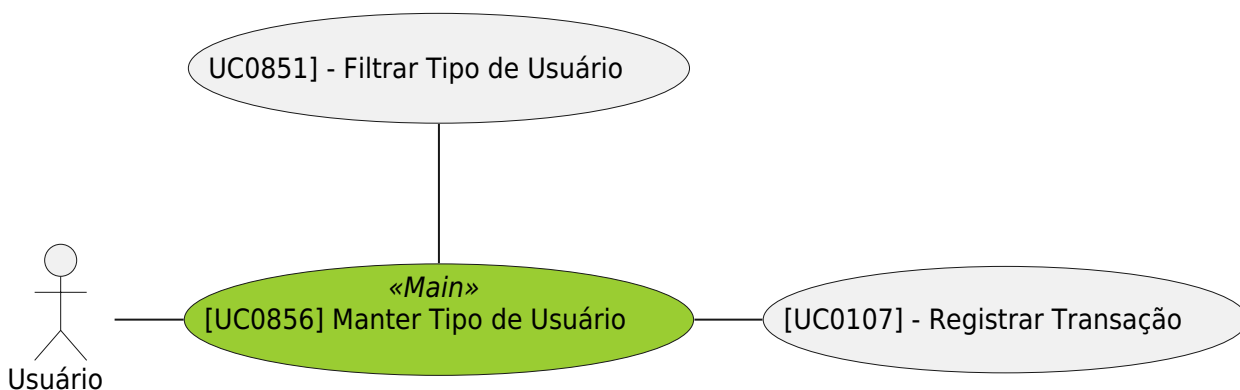 UC0851] - Filtrar Tipo de Usuário
«Main»
[UC0856] Manter Tipo de Usuário
[UC0107] - Registrar Transação
Usuário